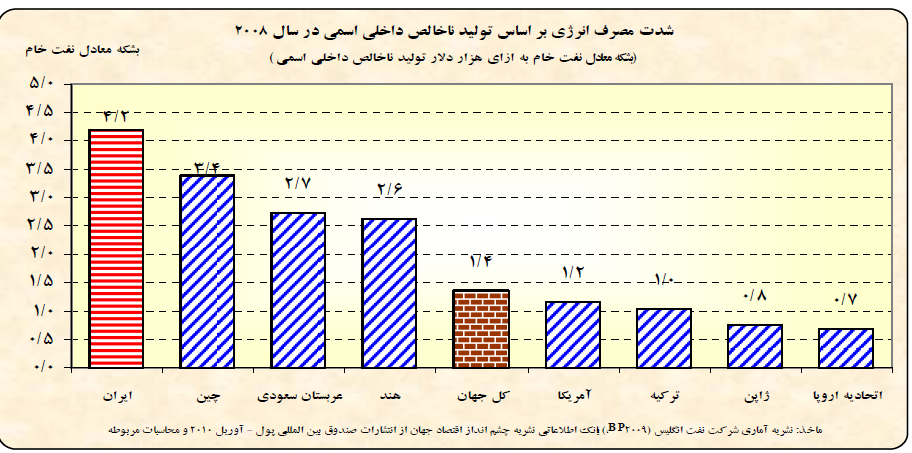 شدت مصرف انرژی بر اساس تولید ناخالص داخلی اسمی در سال ۲۰۰۸
(بشکه معادل نفت خام به ازای هزار دلار تولید ناخالص داخلی اسمی )
بشکه معادل نفت خام
۵/۰
۴/۵
۴/۰
۳/۵
۳/۰
۲/۵
۲/۰
۱/۵
۱/۰
۰/۵
۰/۰
۴/۲
۳/۴
۲/۷
۲/۶
۱/۴
۱/۲
۱/۰
۰/۸
۰/۷
ایران
چین
عربستان سعودی
هند
کل جهان
آمریکا
ترکیه
ژاپن
اتحادیه اروپا
ماخذ: نشریه آماری شرکت نفت انگلیس (BP۲۰۰۹)، بانک اطلاعاتی نشریه چشم انداز اقتصاد جهان از انتشارات صندوق بین المللی پول - آوریل ۲۰۱۰ و محاسبات مربوطه